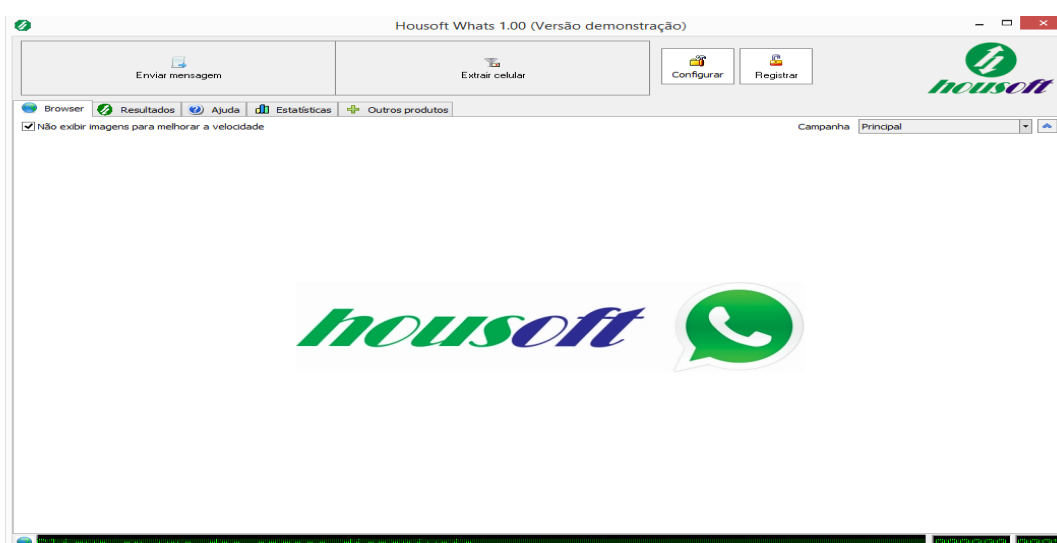 Housoft Whats 1.00 (Versão demonstração)
Enviar mensagem
Extrair celular
Configurar
Registrar
housoft
Browser
Resultados
Ajuda
Estatísticas
Outros produtos
Não exibir imagens para melhorar a velocidade
Campanha
Principal
housoft